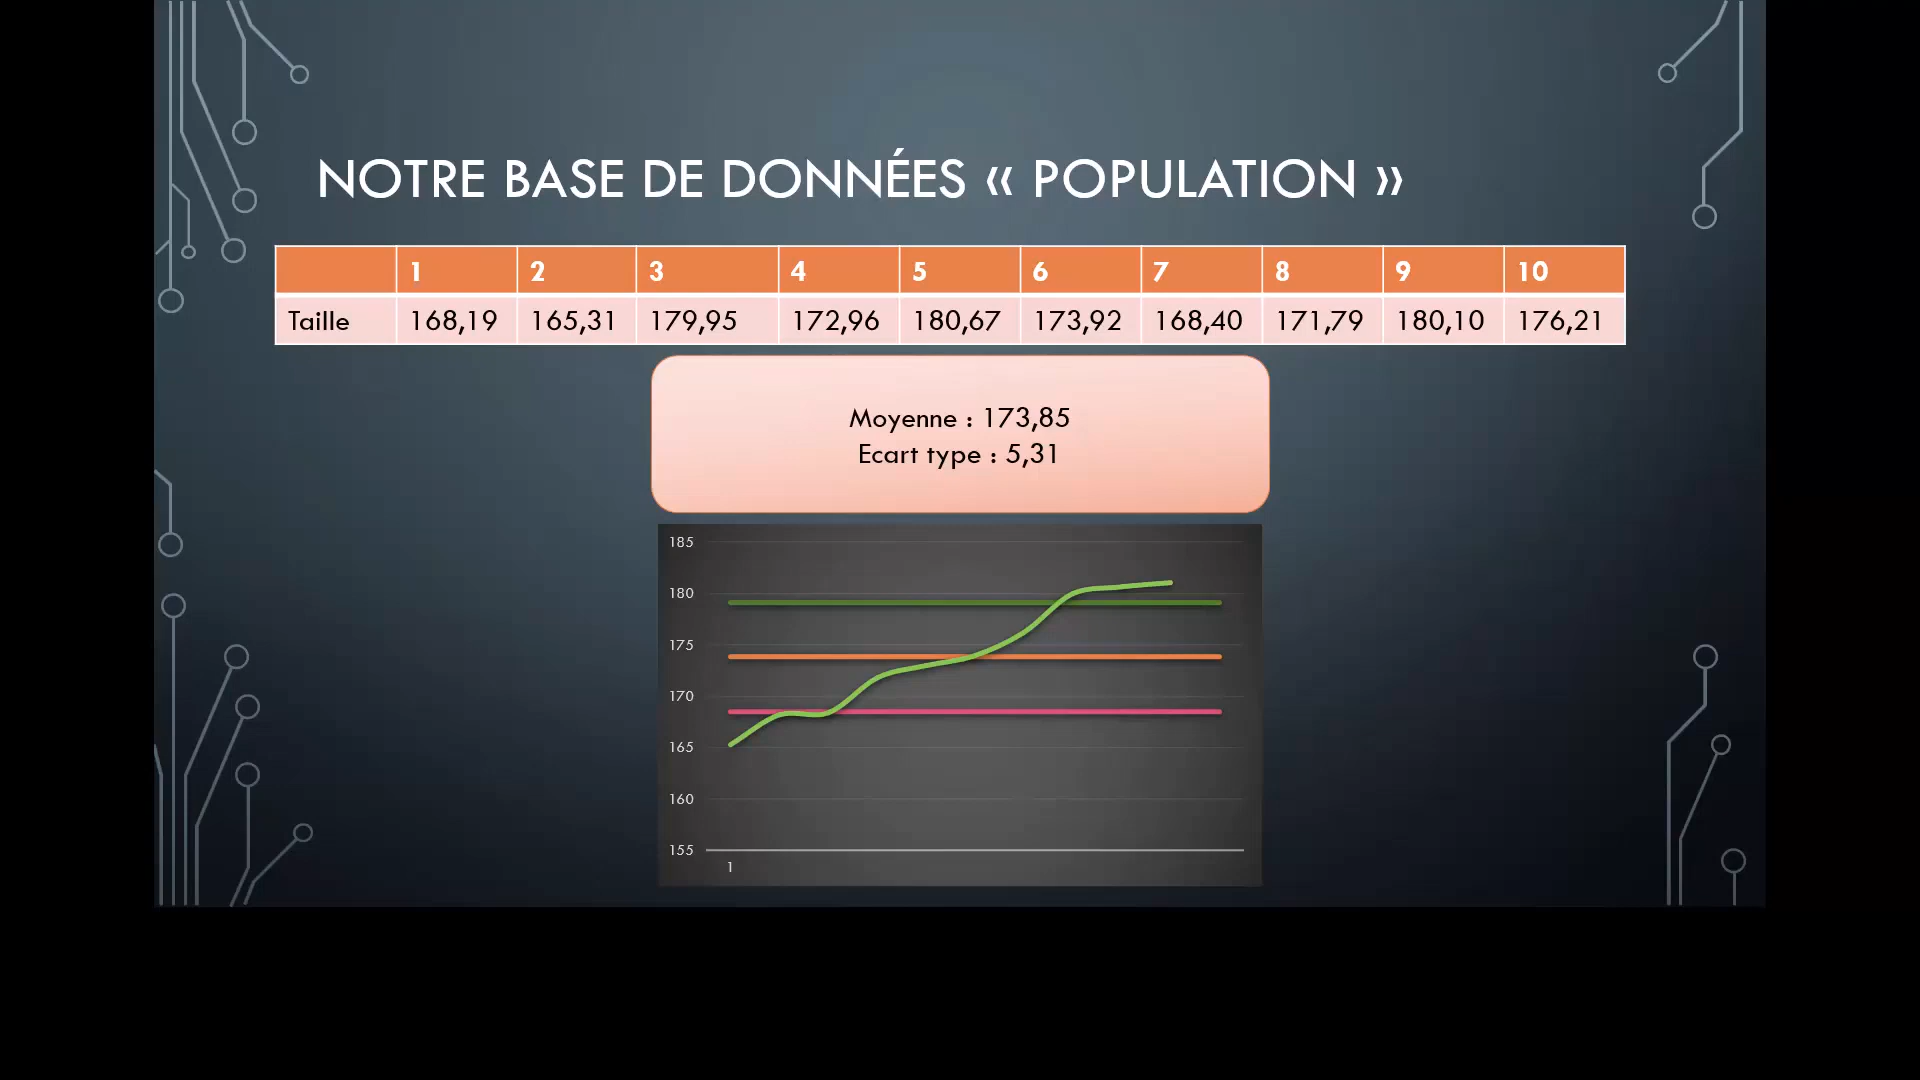 NOTRE BASE DE DONNÉES « POPULATION »
1 2 3 4 5 6 7 8 9 10
Taille 168,19 165,31 179,95 172,96 180,67 173,92 168,40 171,79 180,10 176,21
Moyenne : 173,85
Ecart type : 5,31
185
180
175
170
165
160
155
1